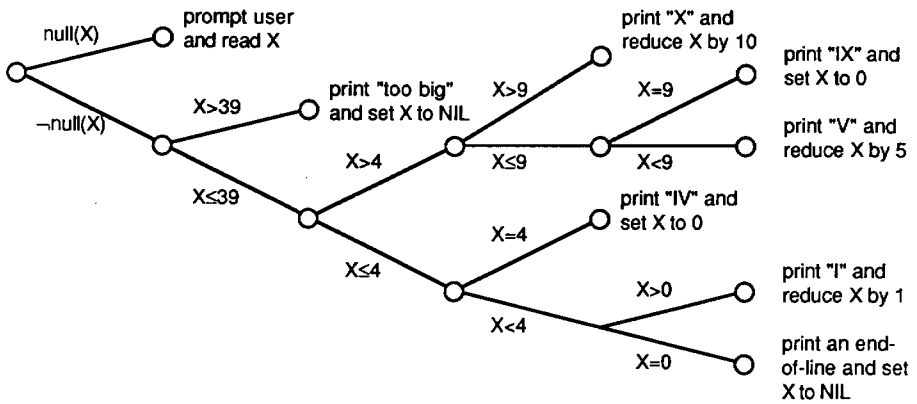 null(X)
prompt user
and read X
¬null(X)
X>39
print "too big"
and set X to NIL
X≤39
X>4
X>9
print "X" and
reduce X by 10
X≤9
X=9
print "IX" and
set X to 0
X<9
print "V" and
reduce X by 5
X≤4
X=4
print "IV" and
set X to 0
X<4
X>0
print "I" and
reduce X by 1
X=0
print an end-
of-line and set
X to NIL